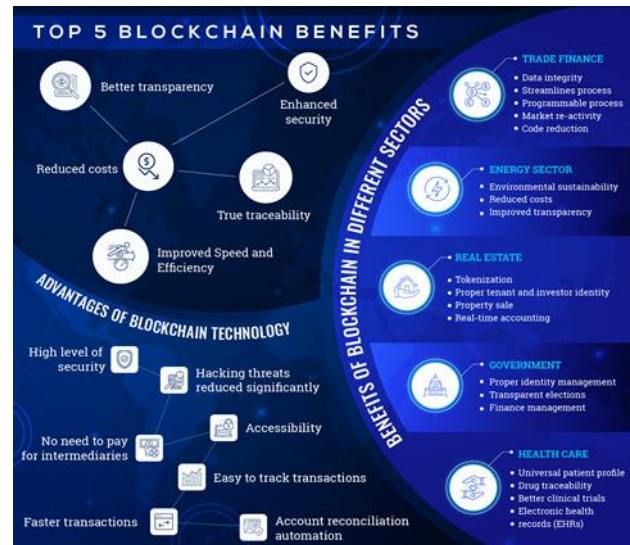 TOP 5 BLOCKCHAIN BENEFITS
Better transparency
Enhanced
security
Reduced costs
True traceability
Improved Speed and
Efficiency
ADVANTAGES OF BLOCKCHAIN TECHNOLOGY
High level of
security
Hacking threats
reduced significantly
Accessibility
No need to pay
for intermediaries
Easy to track transactions
Faster transactions
Account reconciliation
automation
BENEFITS OF BLOCKCHAIN IN DIFFERENT SECTORS
TRADE FINANCE
• Data integrity
• Streamlines process
• Programmable process
• Market re-activity
• Code reduction
ENERGY SECTOR
• Environmental sustainability
• Reduced costs
• Improved transparency
REAL ESTATE
• Tokenization
• Proper tenant and investor identity
• Property sale
• Real-time accounting
GOVERNMENT
• Proper identity management
• Transparent elections
• Finance management
HEALTH CARE
• Universal patient profile
• Drug traceability
• Better clinical trials
• Electronic health
• records (EHRs)